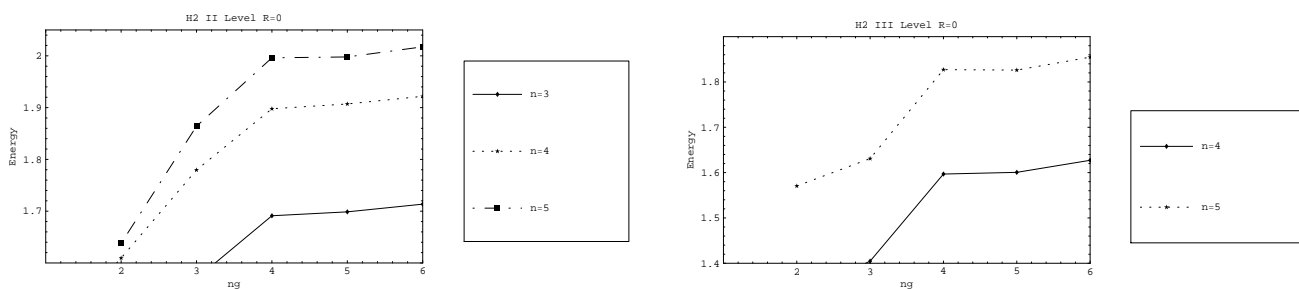 H2 II Level R=0
2
1.9
1.8
1.7
Energy
2
3
4
5
6
ng
n=3
n=4
n=5
H2 III Level R=0
1.8
1.7
1.6
1.5
1.4
Energy
2
3
4
5
6
ng
n=4
n=5